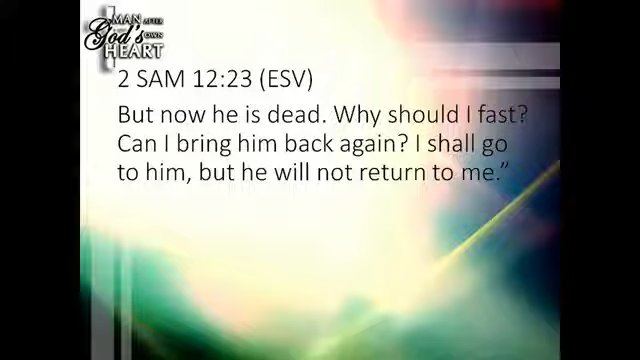 MAN AFTER
God's OWN
HEART
2 SAM 12:23 (ESV)
But now he is dead. Why should I fast?
Can I bring him back again? I shall go
to him, but he will not return to me.”